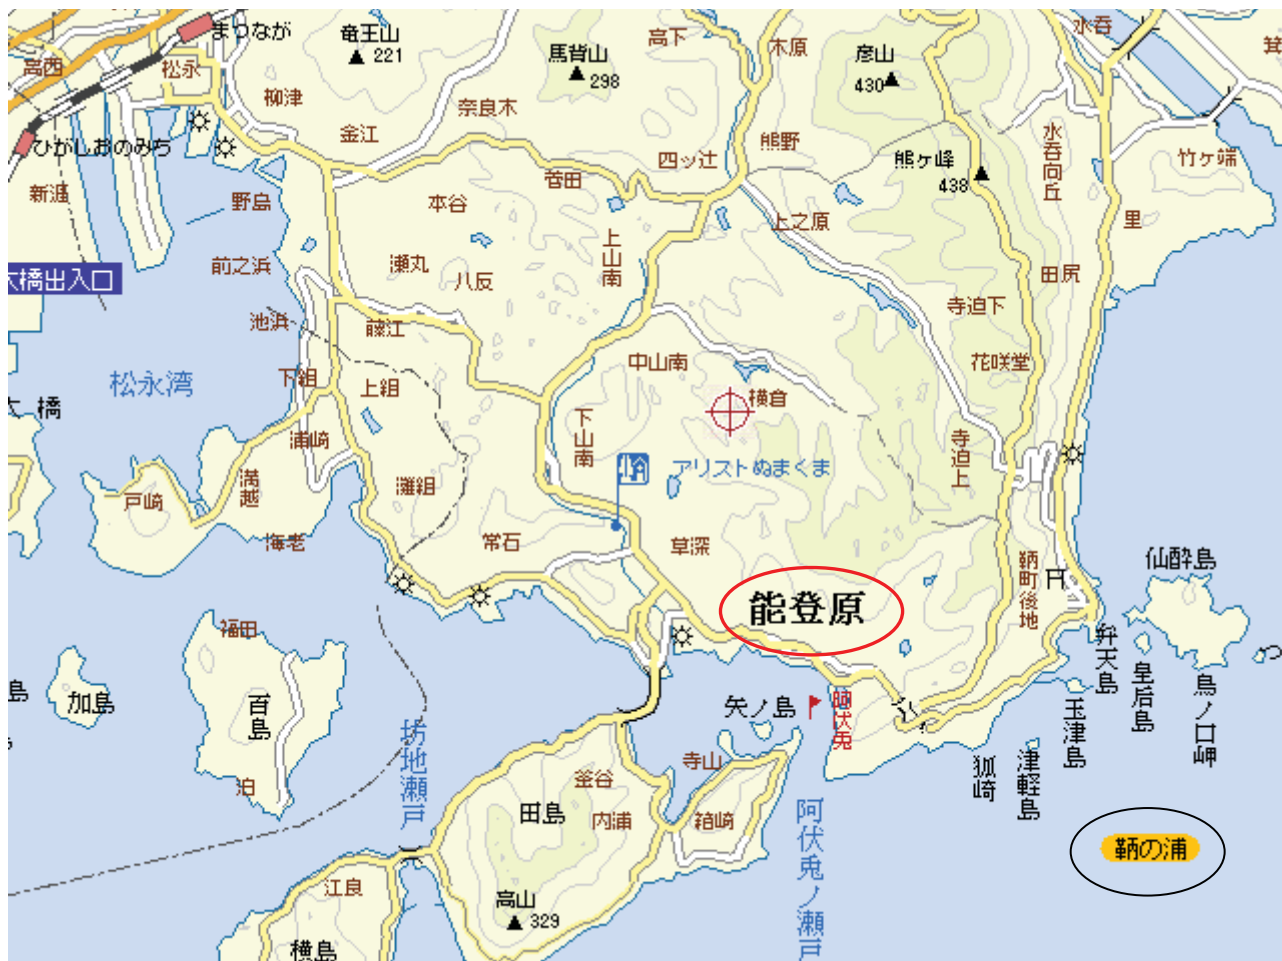 まつなが
竜王山
221
馬背山
298
高下
木原
彦山
430
水呑
箕
高西
松永
柳津
金江
奈良木
熊野
四ッ辻
熊ヶ峰
438
水呑向丘
竹ヶ端
ひがしおのみち
新涯
野島
本谷
菅田
上之原
里
前之浜
瀬丸
八反
上山南
田尻
大橋出入口
池浜
藤江
寺迫下
松永湾
下組
上組
中山南
横倉
花咲堂
大橋
浦崎
下山南
寺迫上
満越
灘組
アリストぬまくま
戸崎
海老
常石
草深
鞆町後地
仙酔島
能登原
福田
弁天島
皇后島
烏ノ口岬
つ
島
加島
百島
坊地瀬戸
矢ノ島
阿伏兎
玉津島
狐崎
津軽島
泊
釜谷
寺山
田島
内浦
箱崎
阿伏兎ノ瀬戸
鞆の浦
江良
高山
329
横島